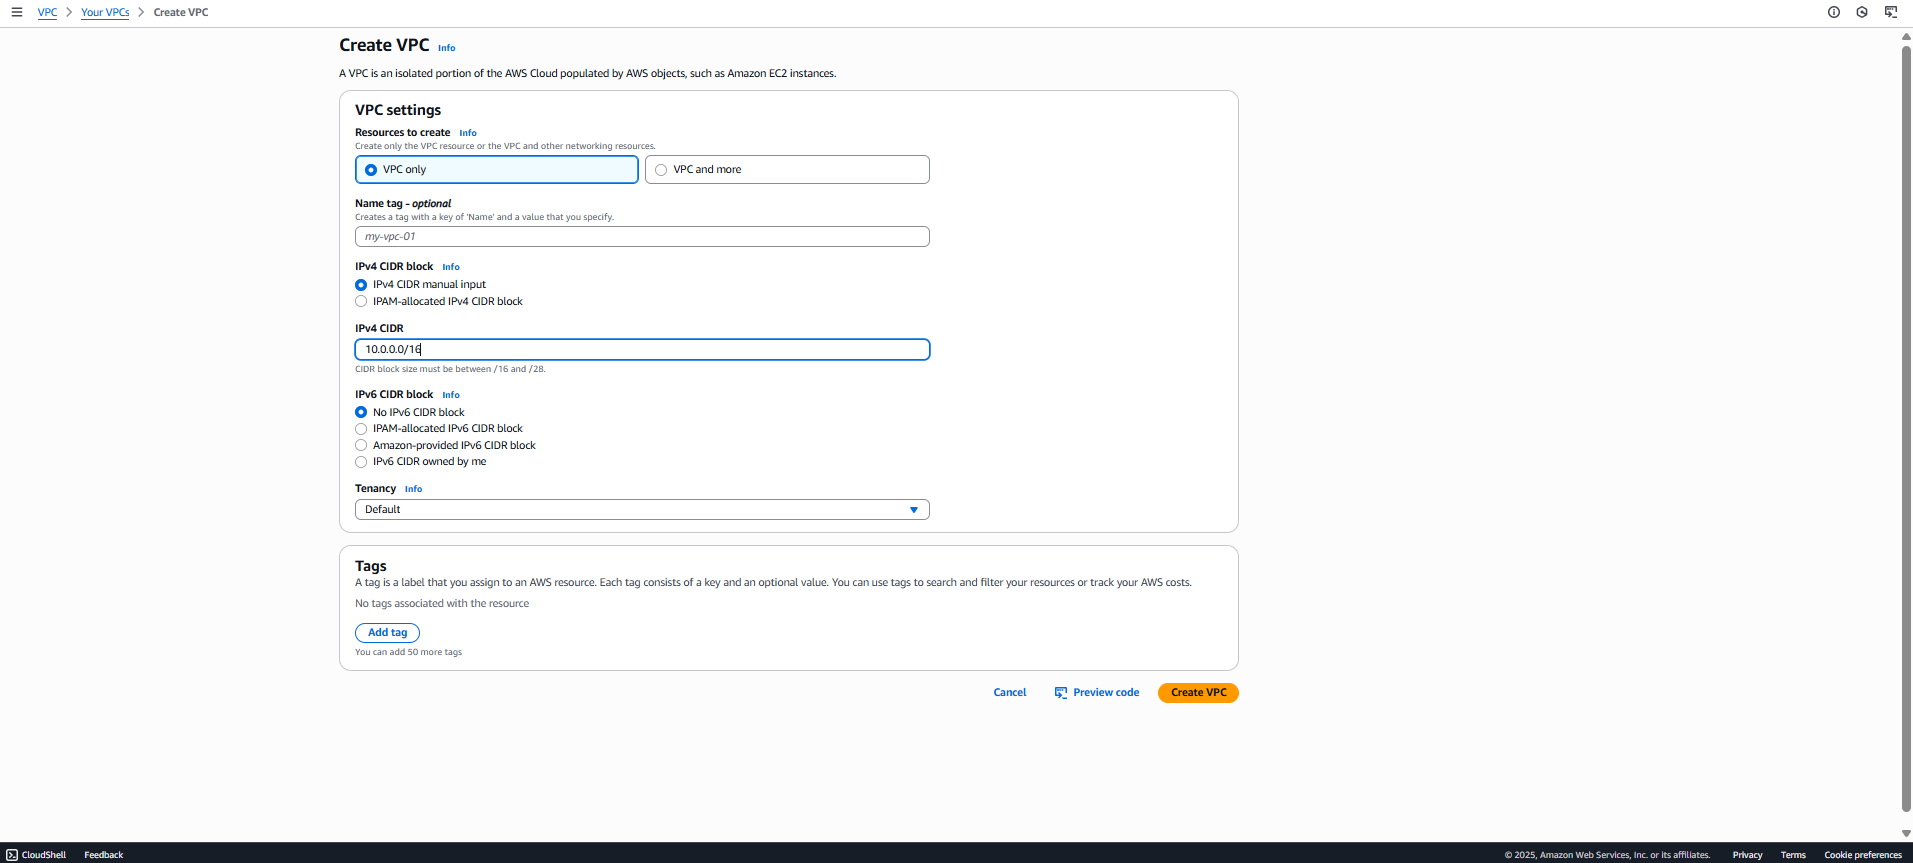 VPC > Your VPCs > Create VPC
Create VPC Info
A VPC is an isolated portion of the AWS Cloud populated by AWS objects, such as Amazon EC2 instances.
VPC settings
Resources to create Info
Create only the VPC resource or the VPC and other networking resources.
VPC only VPC and more
Name tag - optional
Creates a tag with a key of 'Name' and a value that you specify.
my-vpc-01
IPv4 CIDR block Info
IPv4 CIDR manual input
IPAM-allocated IPv4 CIDR block
IPv4 CIDR
10.0.0.0/16
CIDR block size must be between /16 and /28.
IPv6 CIDR block Info
No IPv6 CIDR block
IPAM-allocated IPv6 CIDR block
Amazon-provided IPv6 CIDR block
IPv6 CIDR owned by me
Tenancy Info
Default
Tags
A tag is a label that you assign to an AWS resource. Each tag consists of a key and an optional value. You can use tags to search and filter your resources or track your AWS costs.
No tags associated with the resource
Add tag
You can add 50 more tags
Cancel Preview code Create VPC
CloudShell Feedback © 2025, Amazon Web Services, Inc. or its affiliates. Privacy Terms Cookie preferences